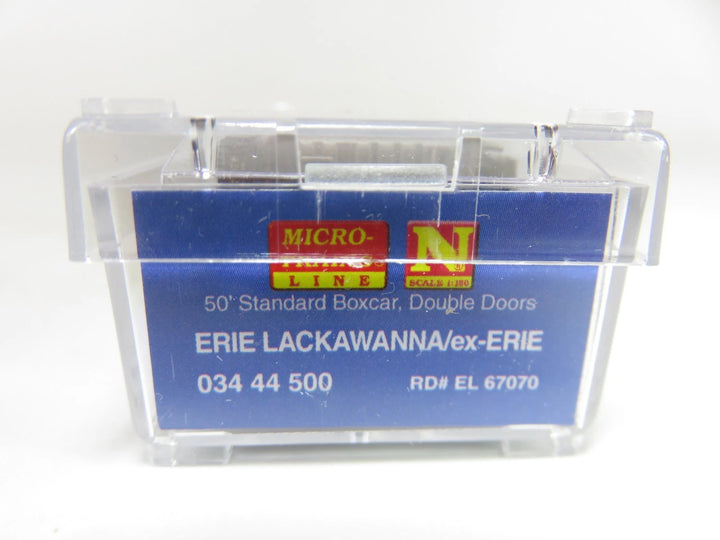 MICRO-
TRAINS
LINE
N
SCALE 1:160
50' Standard Boxcar, Double Doors
ERIE LACKAWANNA/ex-ERIE
034 44 500
RD# EL 67070